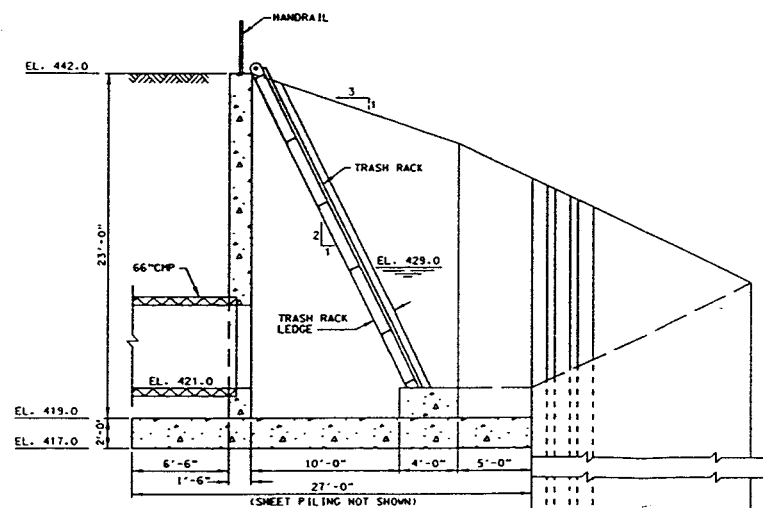 HANDRAIL
EL. 442.0
3
1
TRASH RACK
2
1
23'-0"
EL. 429.0
66"CMP
TRASH RACK
LEDGE
EL. 421.0
EL. 419.0
2'-0"
EL. 417.0
6'-6"
10'-0"
4'-0"
5'-0"
1'-6"
27'-0"
(SHEET PILING NOT SHOWN)